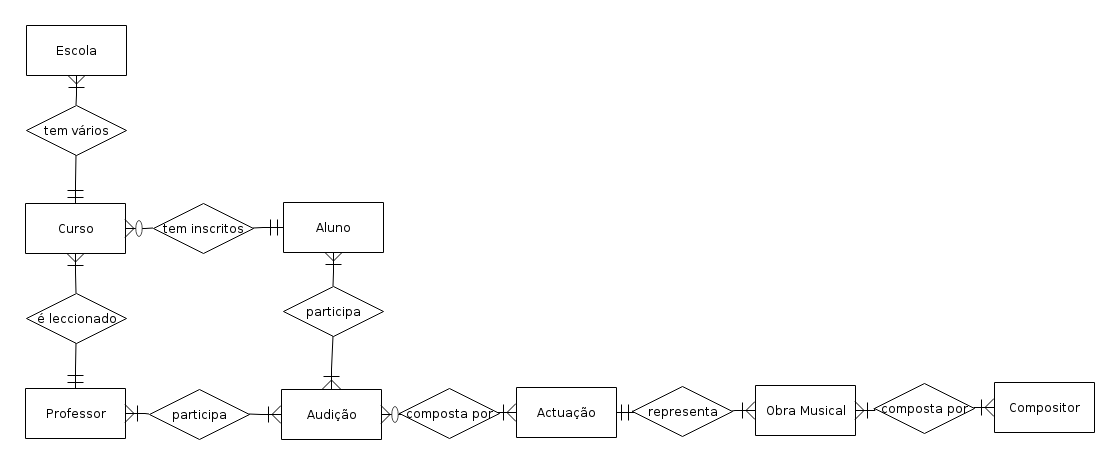 Escola
tem vários
Curso
tem inscritos
Aluno
é leccionado
participa
Professor
participa
Audição
composta por
Actuação
representa
Obra Musical
composta por
Compositor